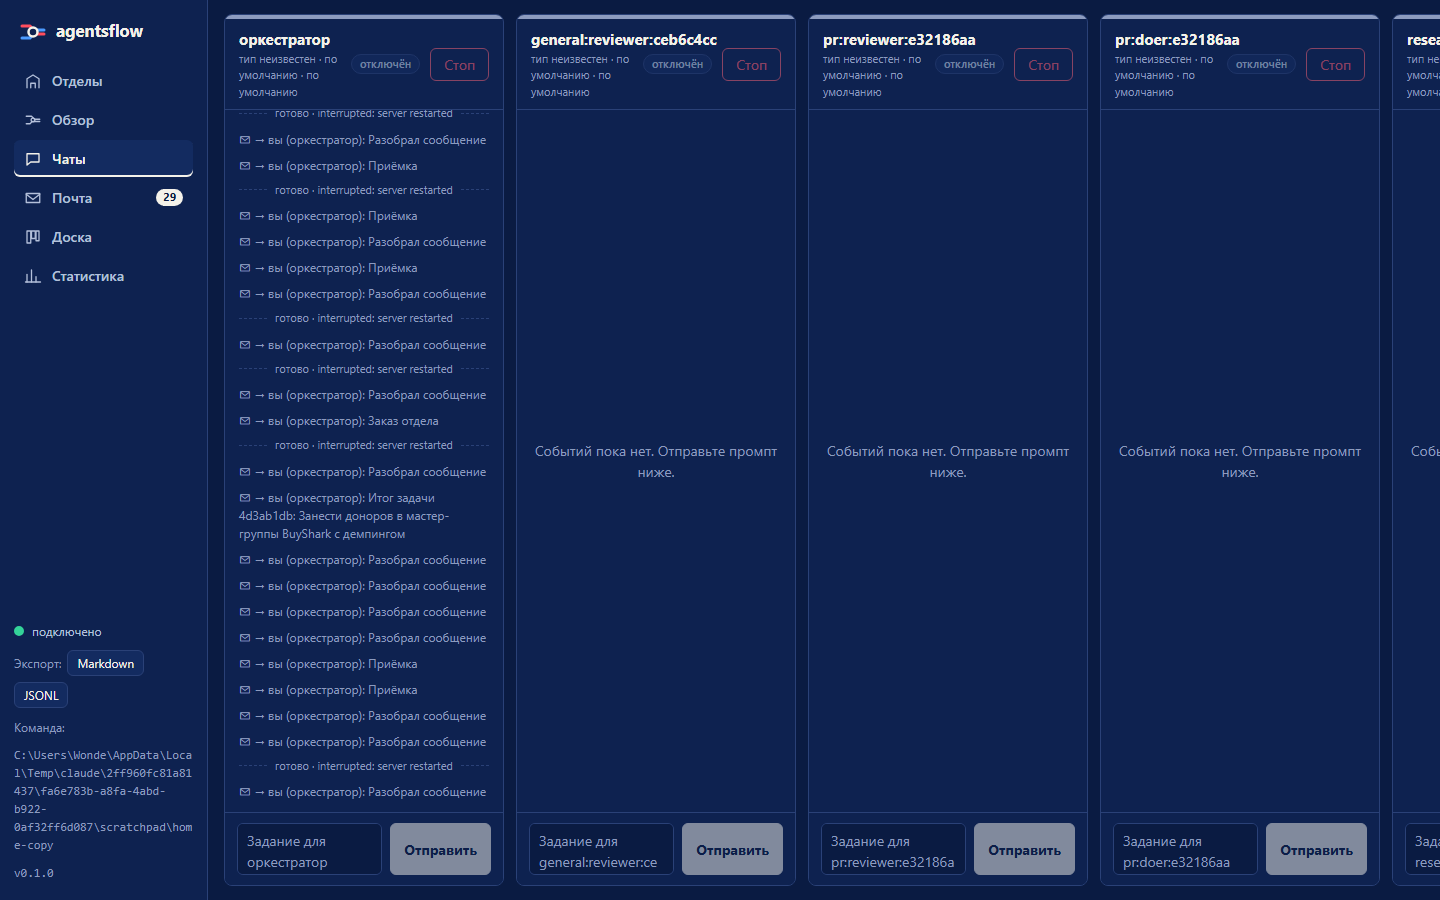 agentsflow
Отделы
Обзор
Чаты
Почта 29
Доска
Статистика
подключено
Экспорт: Markdown
JSONL
Команда:
C:\Users\Wonde\AppData\Loca
l\Temp\claude\2ff960fc81a81
437\fa6e783b-a8fa-4abd-
b922-
0af32ff6d087\scratchpad\hom
e-copy
v0.1.0
оркестратор
тип неизвестен · по
умолчанию · по
умолчанию
отключён
Стоп
готово · interrupted: server restarted
→ вы (оркестратор): Разобрал сообщение
→ вы (оркестратор): Приёмка
готово · interrupted: server restarted
→ вы (оркестратор): Приёмка
→ вы (оркестратор): Разобрал сообщение
→ вы (оркестратор): Приёмка
→ вы (оркестратор): Разобрал сообщение
готово · interrupted: server restarted
→ вы (оркестратор): Разобрал сообщение
готово · interrupted: server restarted
→ вы (оркестратор): Разобрал сообщение
→ вы (оркестратор): Заказ отдела
готово · interrupted: server restarted
→ вы (оркестратор): Разобрал сообщение
→ вы (оркестратор): Итог задачи
4d3ab1db: Занести доноров в мастер-
группы BuyShark с демпингом
→ вы (оркестратор): Разобрал сообщение
→ вы (оркестратор): Разобрал сообщение
→ вы (оркестратор): Разобрал сообщение
→ вы (оркестратор): Разобрал сообщение
→ вы (оркестратор): Приёмка
→ вы (оркестратор): Приёмка
→ вы (оркестратор): Разобрал сообщение
→ вы (оркестратор): Разобрал сообщение
готово · interrupted: server restarted
→ вы (оркестратор): Разобрал сообщение
Задание для
оркестратор
Отправить
general:reviewer:ceb6c4cc
тип неизвестен · по
умолчанию · по
умолчанию
отключён
Стоп
Событий пока нет. Отправьте промпт
ниже.
Задание для
general:reviewer:ce
Отправить
pr:reviewer:e32186aa
тип неизвестен · по
умолчанию · по
умолчанию
отключён
Стоп
Событий пока нет. Отправьте промпт
ниже.
Задание для
pr:reviewer:e32186a
Отправить
pr:doer:e32186aa
тип неизвестен · по
умолчанию · по
умолчанию
отключён
Стоп
Событий пока нет. Отправьте промпт
ниже.
Задание для
pr:doer:e32186aa
Отправить
тип